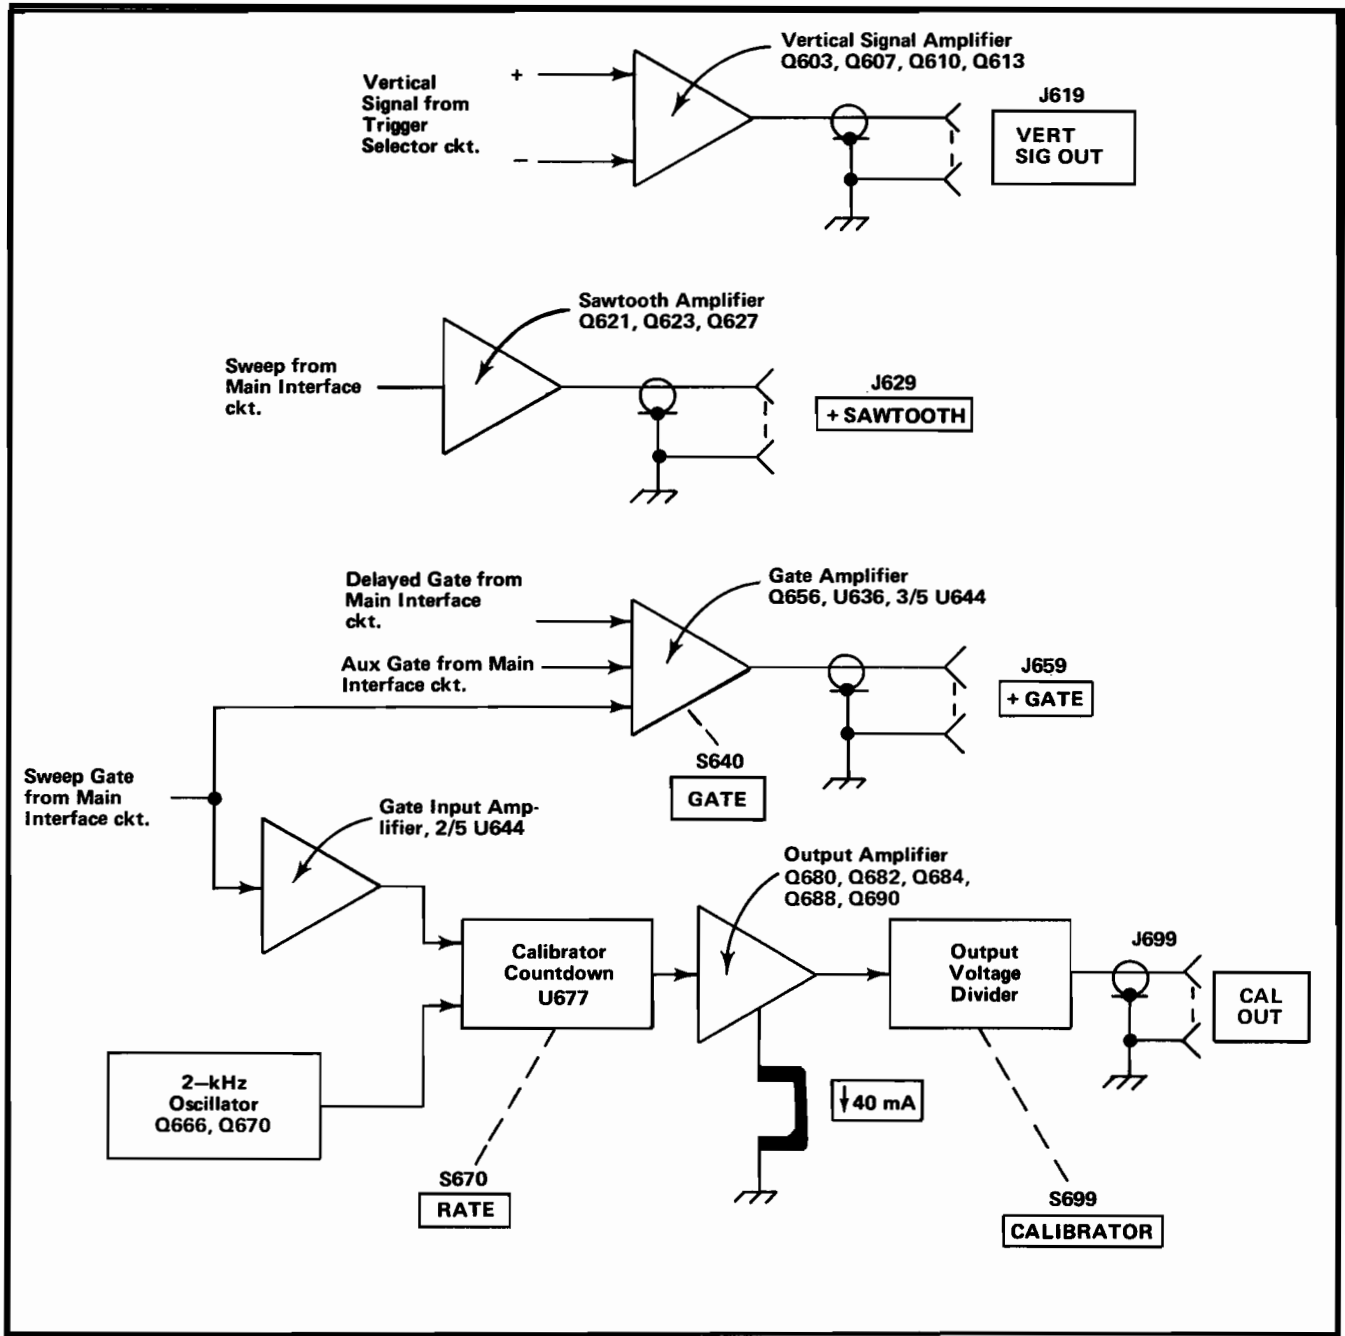 Vertical Signal Amplifier
Q603, Q607, Q610, Q613
Vertical
Signal from
Trigger
Selector ckt.
+
−
J619
VERT
SIG OUT
Sawtooth Amplifier
Q621, Q623, Q627
Sweep from
Main Interface
ckt.
J629
+ SAWTOOTH
Delayed Gate from
Main Interface
ckt.
Gate Amplifier
Q656, U636, 3/5 U644
Aux Gate from Main
Interface ckt.
J659
+ GATE
S640
GATE
Sweep Gate
from Main
Interface ckt.
Gate Input Amp-
lifier, 2/5 U644
Output Amplifier
Q680, Q682, Q684,
Q688, Q690
Calibrator
Countdown
U677
Output
Voltage
Divider
J699
CAL
OUT
2–kHz
Oscillator
Q666, Q670
↓ 40 mA
S670
RATE
S699
CALIBRATOR